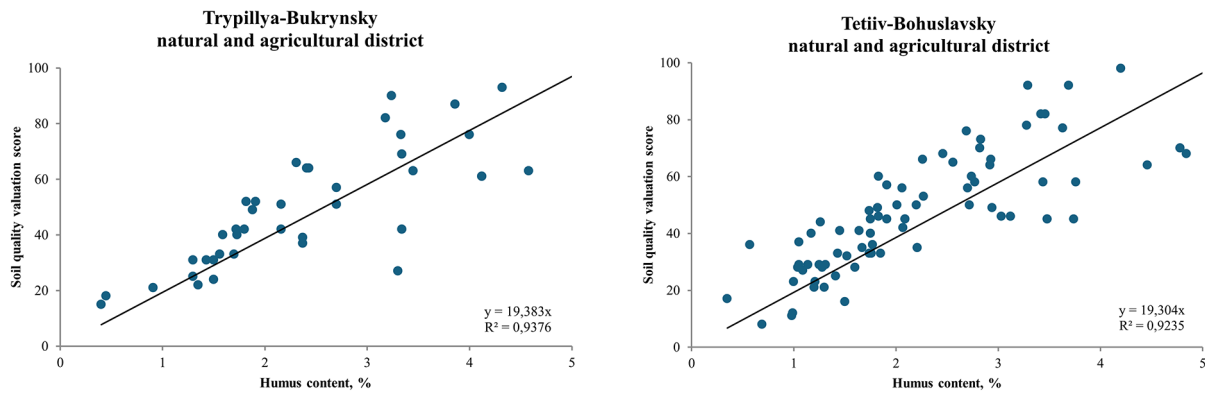 Trypillya-Bukrynsky
natural and agricultural district
Soil quality valuation score
100
80
60
40
20
0
0 1 2 3 4 5
Humus content, %
y = 19,383x
R² = 0,9376
Tetiiv-Bohuslavsky
natural and agricultural district
Soil quality valuation score
100
80
60
40
20
0
0 1 2 3 4 5
Humus content, %
y = 19,304x
R² = 0,9235